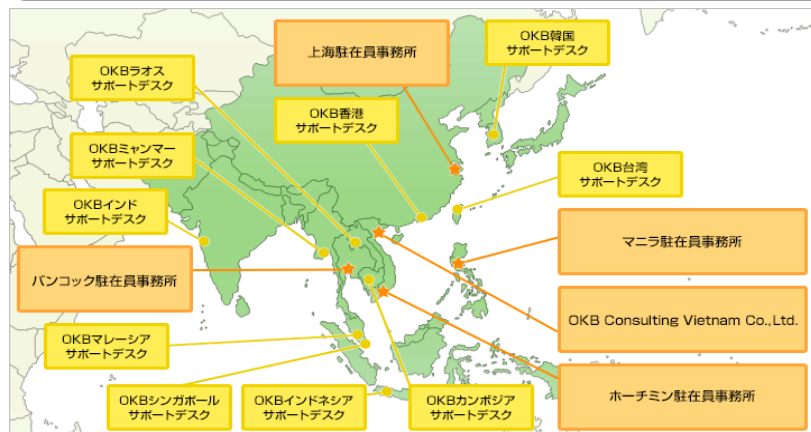 上海駐在員事務所
OKB韓国
サポートデスク
OKBラオス
サポートデスク
OKB香港
サポートデスク
OKBミャンマー
サポートデスク
OKB台湾
サポートデスク
OKBインド
サポートデスク
マニラ駐在員事務所
バンコック駐在員事務所
OKB Consulting Vietnam Co.,Ltd.
OKBマレーシア
サポートデスク
ホーチミン駐在員事務所
OKBシンガポール
サポートデスク
OKBインドネシア
サポートデスク
OKBカンボジア
サポートデスク